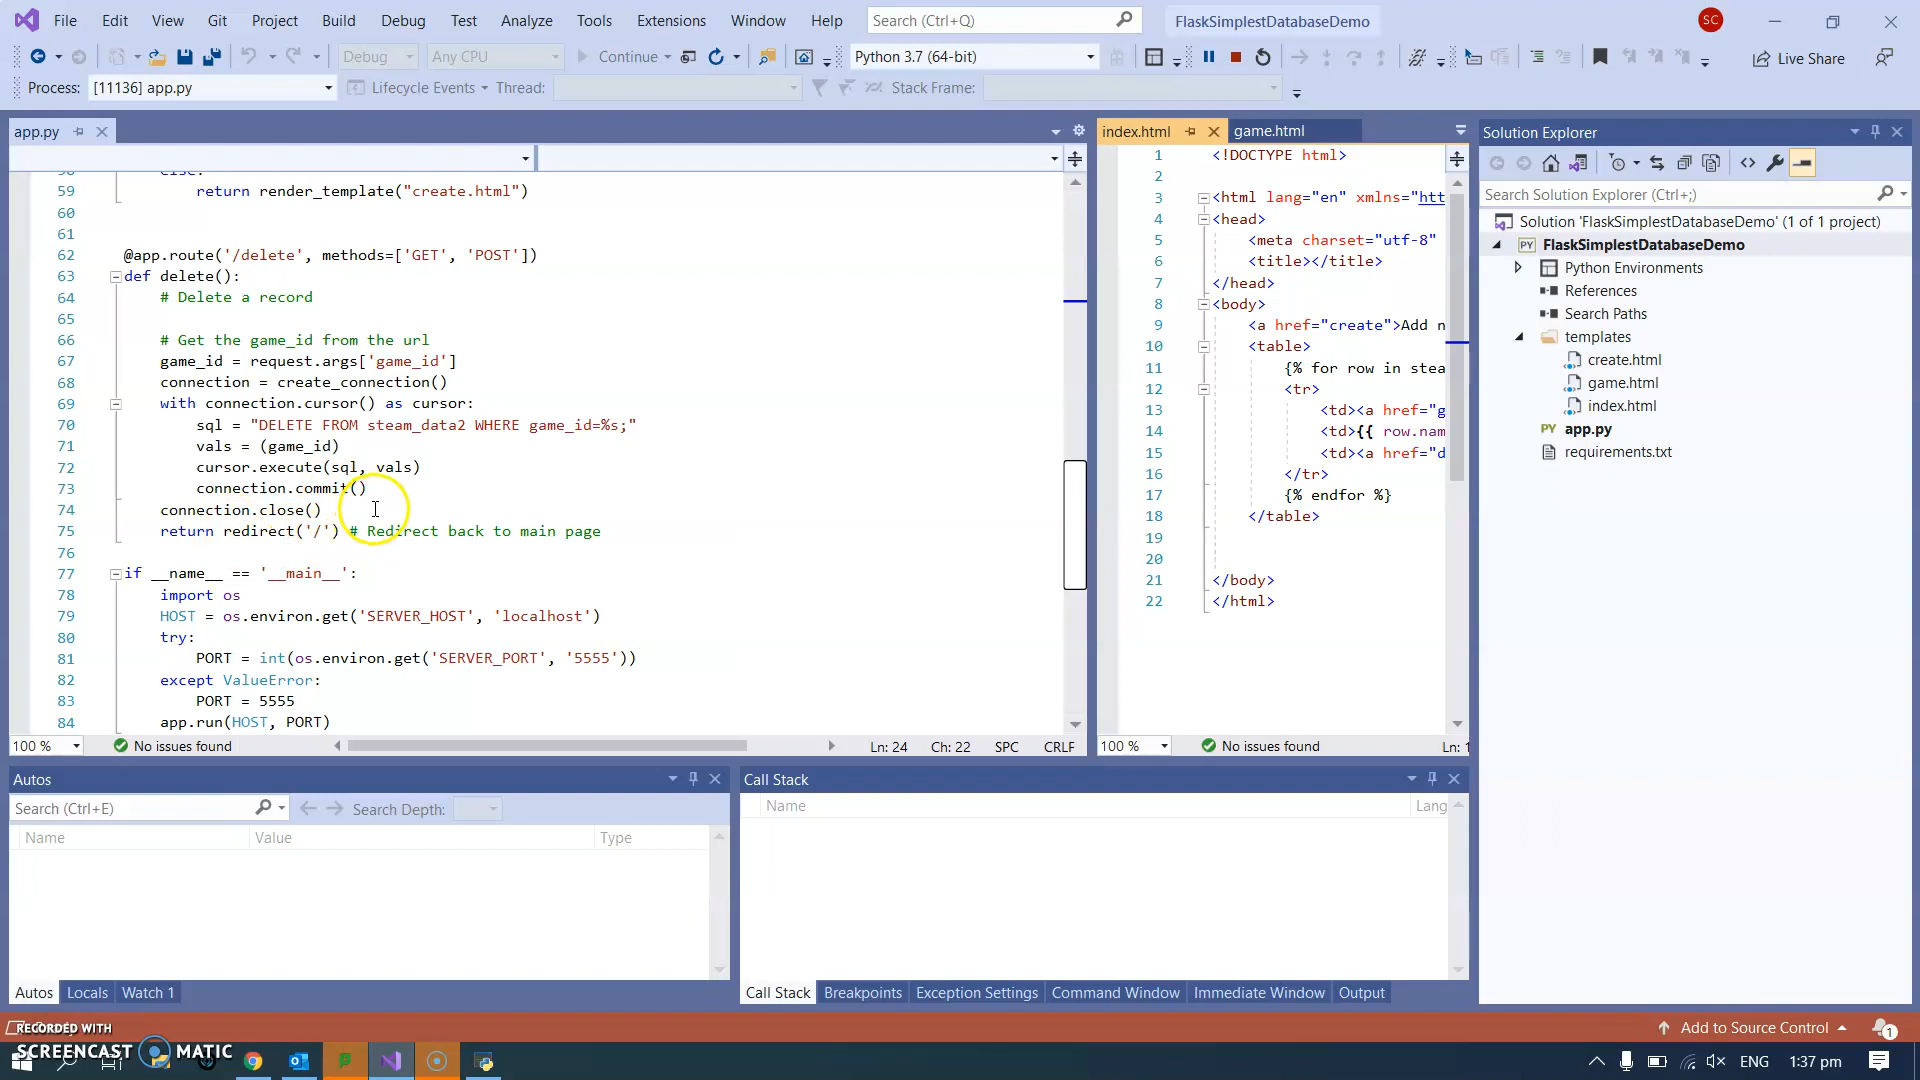 File Edit View Git Project Build Debug Test Analyze Tools Extensions Window Help Search (Ctrl+Q) FlaskSimplestDatabaseDemo SC
Debug Any CPU Continue Python 3.7 (64-bit) Live Share
Process: [11136] app.py Lifecycle Events Thread: Stack Frame:
app.py
59 return render_template("create.html")
60
61
62 @app.route('/delete', methods=['GET', 'POST'])
63 def delete():
64 # Delete a record
65
66 # Get the game_id from the url
67 game_id = request.args['game_id']
68 connection = create_connection()
69 with connection.cursor() as cursor:
70 sql = "DELETE FROM steam_data2 WHERE game_id=%s;"
71 vals = (game_id)
72 cursor.execute(sql, vals)
73 connection.commit()
74 connection.close()
75 return redirect('/') # Redirect back to main page
76
77 if __name__ == '__main__':
78 import os
79 HOST = os.environ.get('SERVER_HOST', 'localhost')
80 try:
81 PORT = int(os.environ.get('SERVER_PORT', '5555'))
82 except ValueError:
83 PORT = 5555
84 app.run(HOST, PORT)
100 % No issues found Ln: 24 Ch: 22 SPC CRLF
index.html game.html
1 <!DOCTYPE html>
2
3 <html lang="en" xmlns="htt
4 <head>
5 <meta charset="utf-8"
6 <title></title>
7 </head>
8 <body>
9 <a href="create">Add n
10 <table>
11 {% for row in stea
12 <tr>
13 <td><a href="g
14 <td>{{ row.nam
15 <td><a href="d
16 </tr>
17 {% endfor %}
18 </table>
19
20
21 </body>
22 </html>
100 % No issues found Ln: 1
Solution Explorer
Search Solution Explorer (Ctrl+;)
Solution 'FlaskSimplestDatabaseDemo' (1 of 1 project)
PY FlaskSimplestDatabaseDemo
Python Environments
References
Search Paths
templates
create.html
game.html
index.html
PY app.py
requirements.txt
Autos
Search (Ctrl+E) Search Depth:
Name Value Type
Autos Locals Watch 1
Call Stack
Name Lang
Call Stack Breakpoints Exception Settings Command Window Immediate Window Output
Add to Source Control 1
RECORDED WITH
SCREENCAST MATIC
ENG 1:37 pm